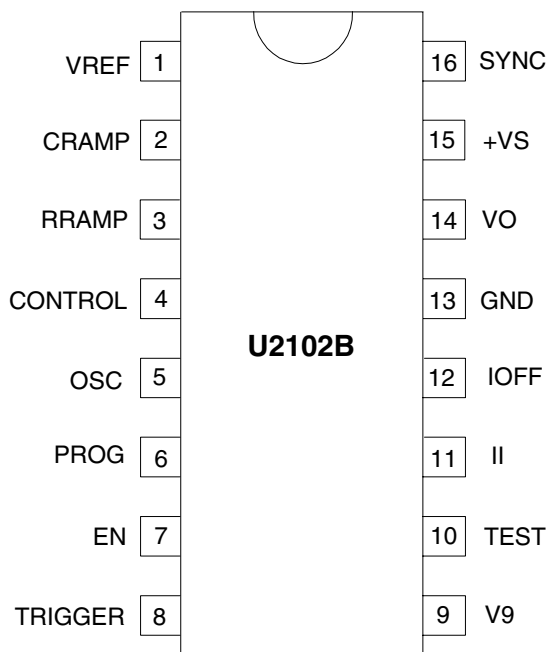 VREF 1 16 SYNC
CRAMP 2 15 +VS
RRAMP 3 14 VO
CONTROL 4 13 GND
U2102B
OSC 5 12 IOFF
PROG 6 11 II
EN 7 10 TEST
TRIGGER 8 9 V9